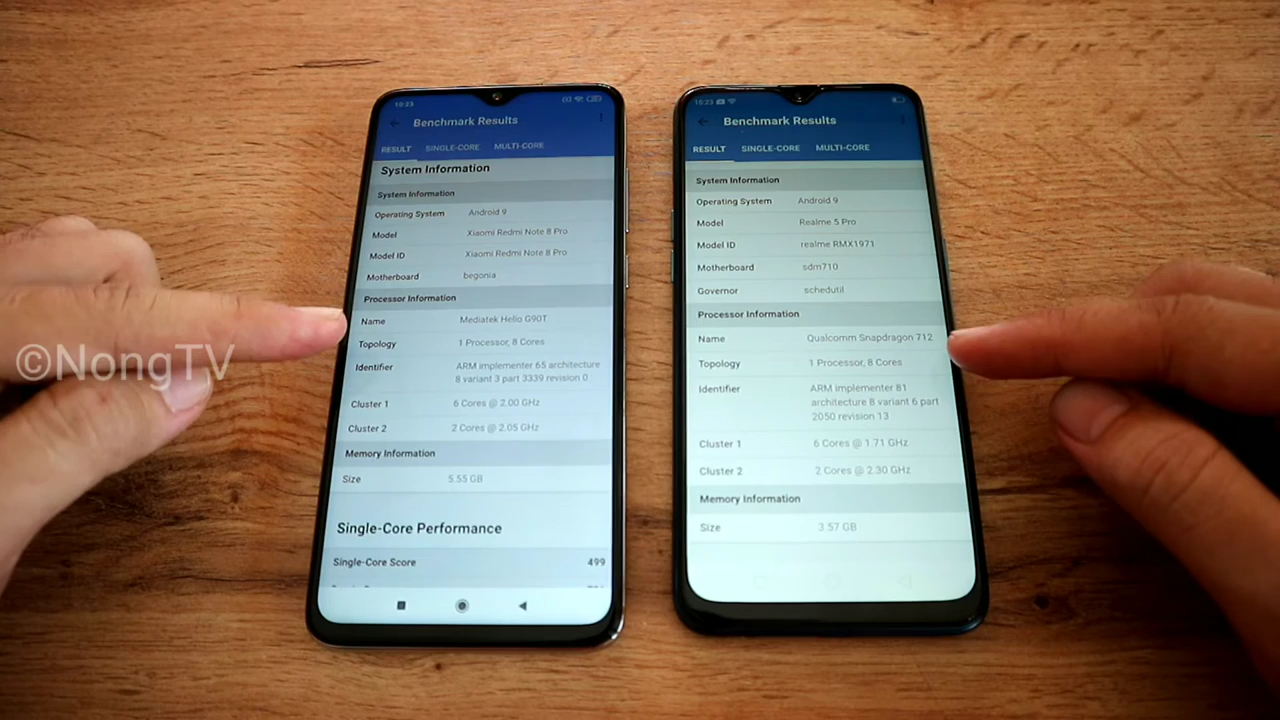 10:23
Benchmark Results
RESULT SINGLE-CORE MULTI-CORE
System Information
System Information
Operating System Android 9
Model Xiaomi Redmi Note 8 Pro
Model ID Xiaomi Redmi Note 8 Pro
Motherboard begonia
Processor Information
Name Mediatek Helio G90T
Topology 1 Processor, 8 Cores
Identifier ARM implementer 65 architecture
8 variant 3 part 3339 revision 0
Cluster 1 6 Cores @ 2.00 GHz
Cluster 2 2 Cores @ 2.05 GHz
Memory Information
Size 5.55 GB
Single-Core Performance
Single-Core Score 499
10:23
Benchmark Results
RESULT SINGLE-CORE MULTI-CORE
System Information
Operating System Android 9
Model Realme 5 Pro
Model ID realme RMX1971
Motherboard sdm710
Governor schedutil
Processor Information
Name Qualcomm Snapdragon 712
Topology 1 Processor, 8 Cores
Identifier ARM implementer 81
architecture 8 variant 6 part
2050 revision 13
Cluster 1 6 Cores @ 1.71 GHz
Cluster 2 2 Cores @ 2.30 GHz
Memory Information
Size 3.57 GB
©NongTV